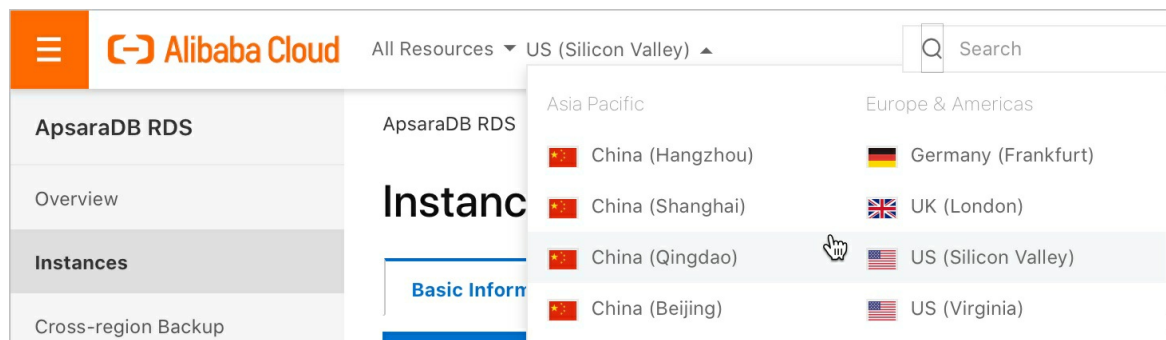 Alibaba Cloud All Resources US (Silicon Valley) Search
ApsaraDB RDS
Overview
Instances
Cross-region Backup
ApsaraDB RDS
Instanc
Basic Inform
Asia Pacific
China (Hangzhou)
China (Shanghai)
China (Qingdao)
China (Beijing)
Europe & Americas
Germany (Frankfurt)
UK (London)
US (Silicon Valley)
US (Virginia)